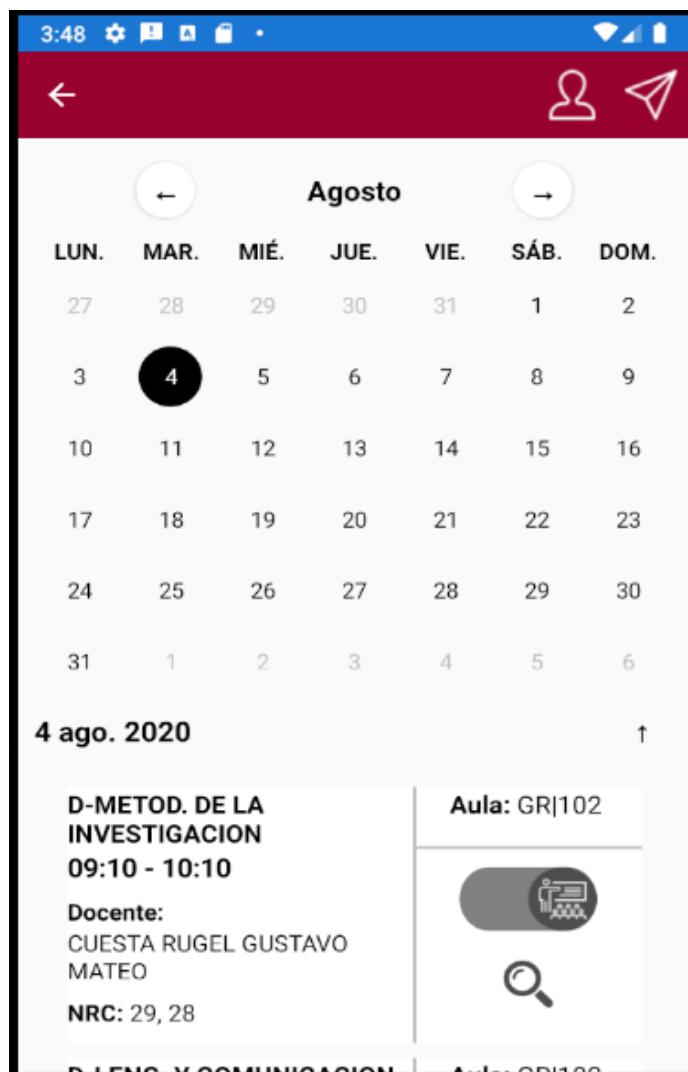 3:48
← Agosto →
LUN. MAR. MIÉ. JUE. VIE. SÁB. DOM.
27 28 29 30 31 1 2
3 4 5 6 7 8 9
10 11 12 13 14 15 16
17 18 19 20 21 22 23
24 25 26 27 28 29 30
31 1 2 3 4 5 6
4 ago. 2020 ↑
D-METOD. DE LA
INVESTIGACION
09:10 - 10:10
Docente:
CUESTA RUGEL GUSTAVO
MATEO
NRC: 29, 28
Aula: GR|102
D-LENG. Y COMUNICACION